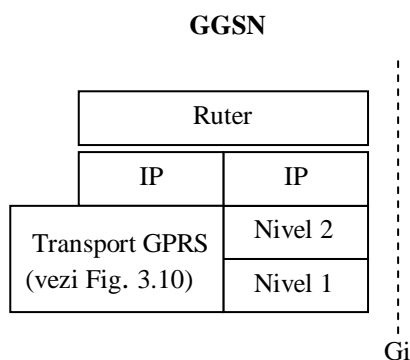 GGSN
Ruter
IP
IP
Transport GPRS
(vezi Fig. 3.10)
Nivel 2
Nivel 1
Gi